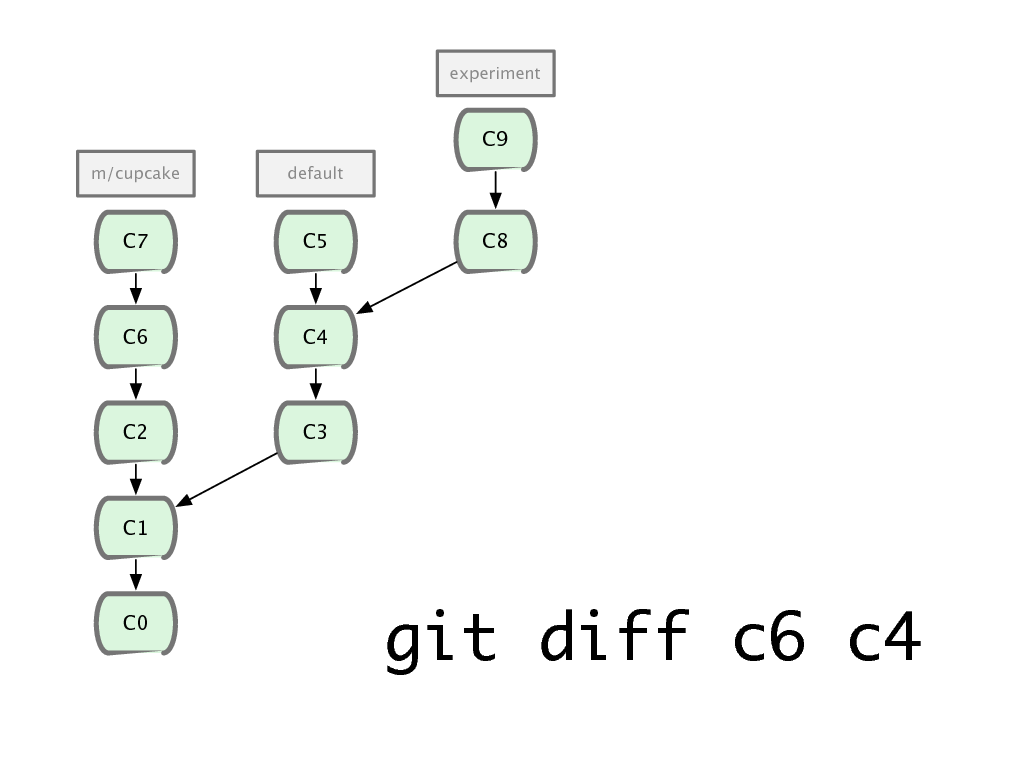 experiment
C9
m/cupcake
default
C7
C5
C8
C6
C4
C2
C3
C1
C0
git diff c6 c4